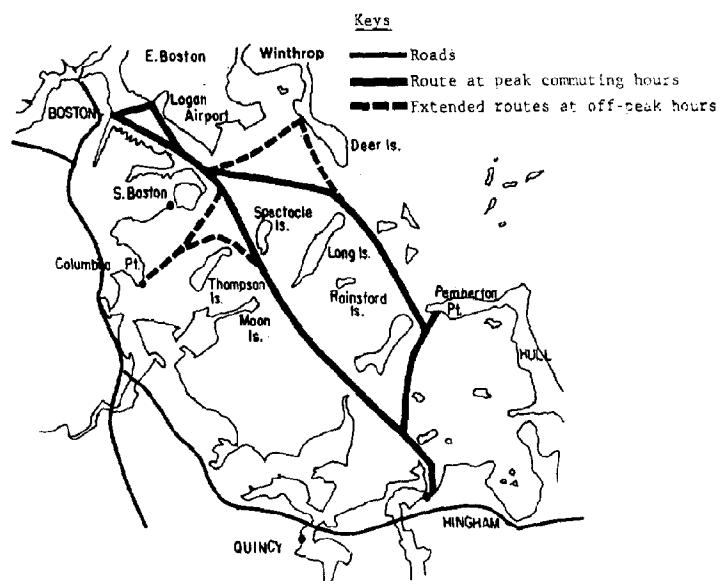 Keys
Roads
Route at peak commuting hours
Extended routes at off-peak hours
E. Boston
Winthrop
BOSTON
Logan
Airport
Deer Is.
S. Boston
Spectacle
Is.
Long Is.
Columbia Pt.
Thompson
Is.
Moon
Is.
Rainsford
Is.
Pemberton
Pt.
HULL
QUINCY
HINGHAM